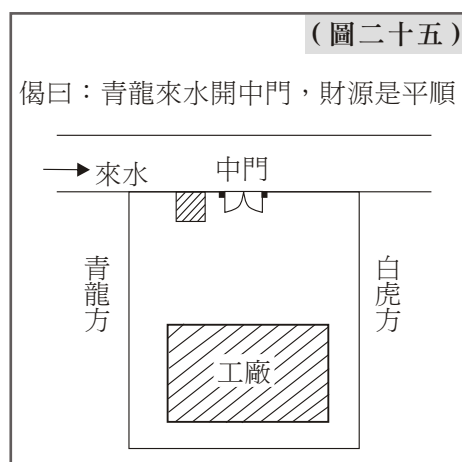 (圖二十五)
偈曰：青龍來水開中門，財源是平順
來水
中門
青龍方
白虎方
工廠